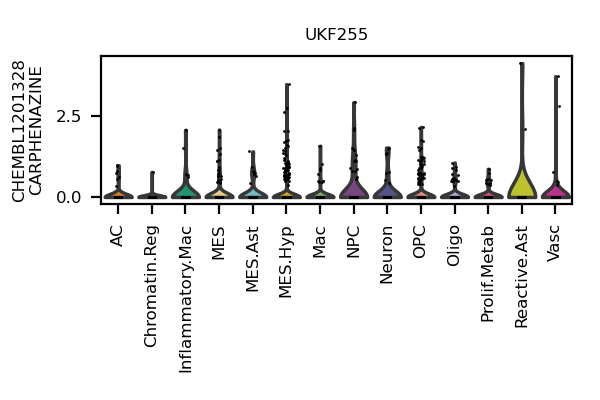 UKF255
CHEMBL1201328
CARPHENAZINE
2.5
0.0
AC
Chromatin.Reg
Inflammatory.Mac
MES
MES.Ast
MES.Hyp
Mac
NPC
Neuron
OPC
Oligo
Prolif.Metab
Reactive.Ast
Vasc